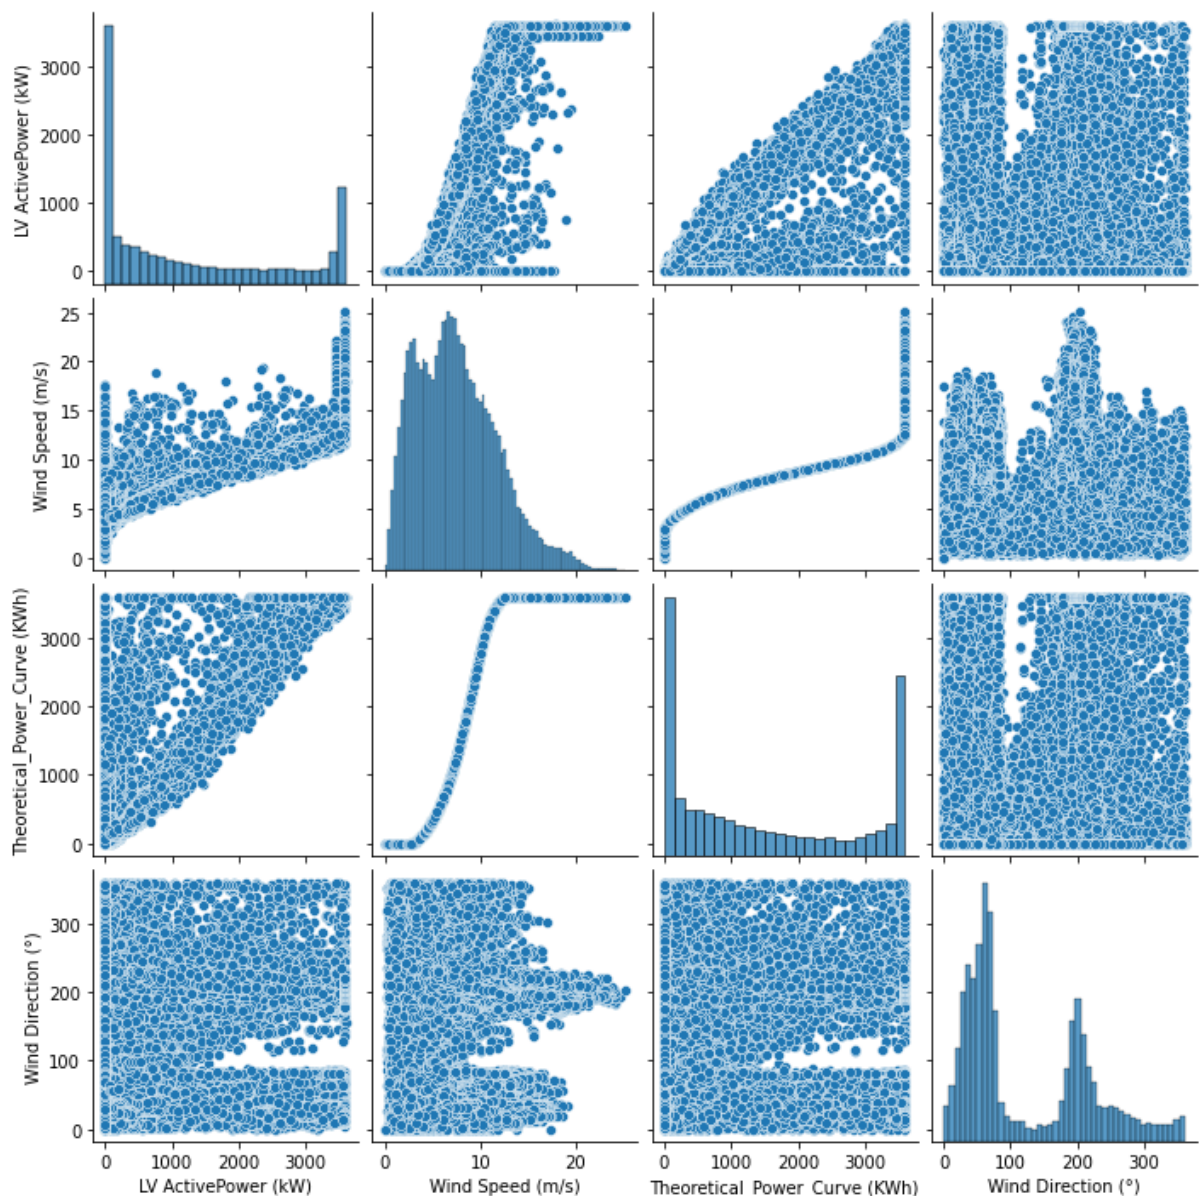 LV ActivePower (kW)
3000
2000
1000
0
Wind Speed (m/s)
25
20
15
10
5
0
Theoretical_Power_Curve (KWh)
3000
2000
1000
0
Wind Direction (°)
300
200
100
0
0 1000 2000 3000
0 10 20
0 1000 2000 3000
0 100 200 300
LV ActivePower (kW)
Wind Speed (m/s)
Theoretical_Power_Curve (KWh)
Wind Direction (°)